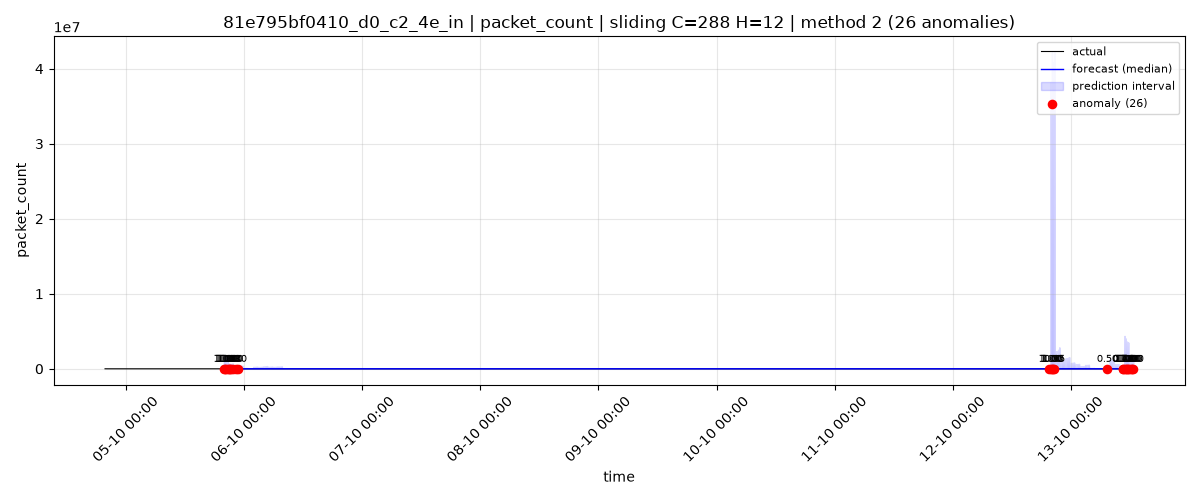 81e795bf0410_d0_c2_4e_in | packet_count | sliding C=288 H=12 | method 2 (26 anomalies)
1e7
actual
forecast (median)
prediction interval
anomaly (26)
4
3
2
1
0
packet_count
05-10 00:00
06-10 00:00
07-10 00:00
08-10 00:00
09-10 00:00
10-10 00:00
11-10 00:00
12-10 00:00
13-10 00:00
time